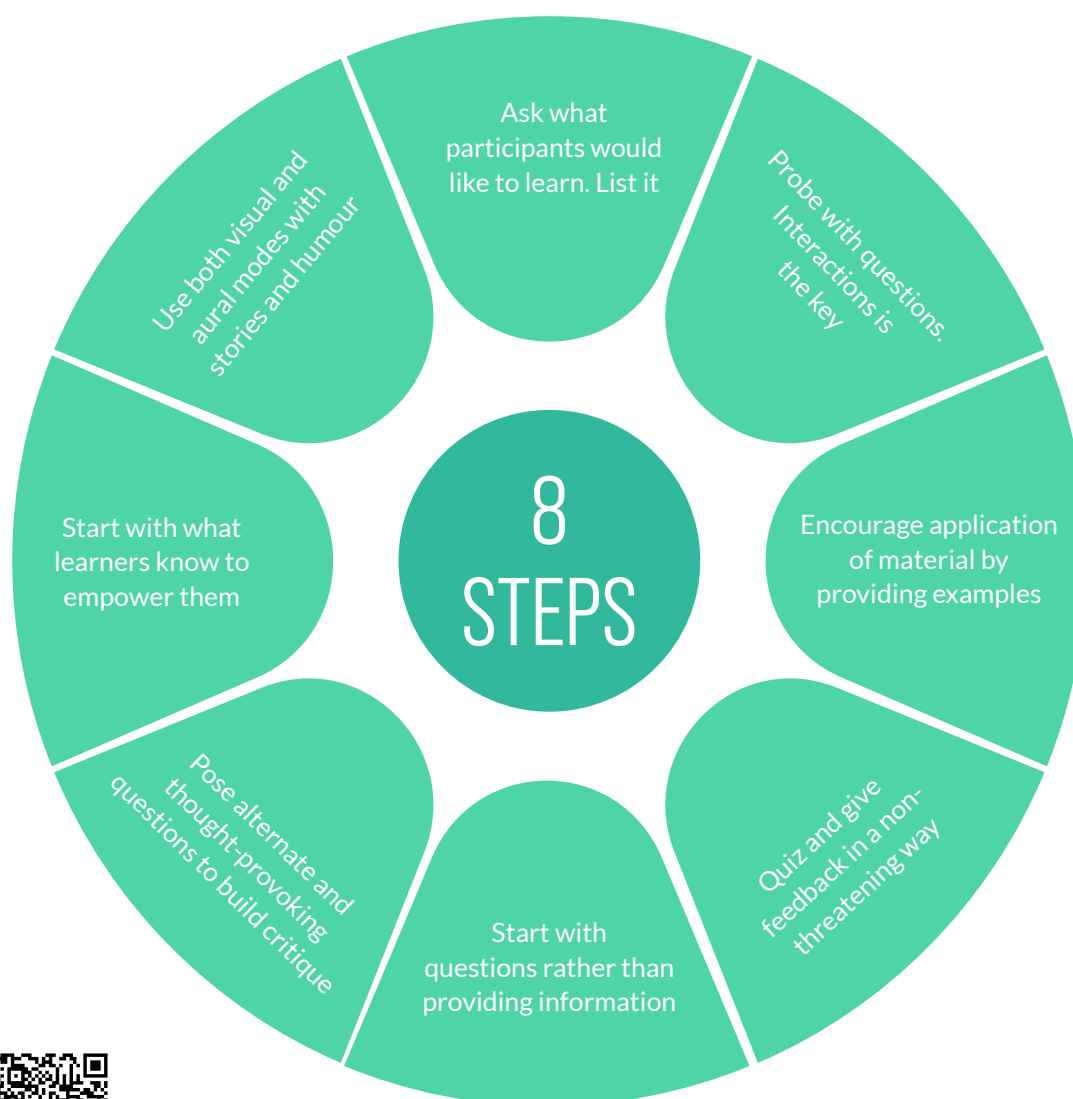 Ask what
participants would
like to learn. List it
Probe with questions.
Interactions is
the key
Encourage application
of material by
providing examples
Quiz and give
feedback in a non-
threatening way
Start with
questions rather than
providing information
Pose alternate and
thought-provoking
questions to build critique
Start with what
learners know to
empower them
Use both visual and
aural modes with
stories and humour
8
STEPS